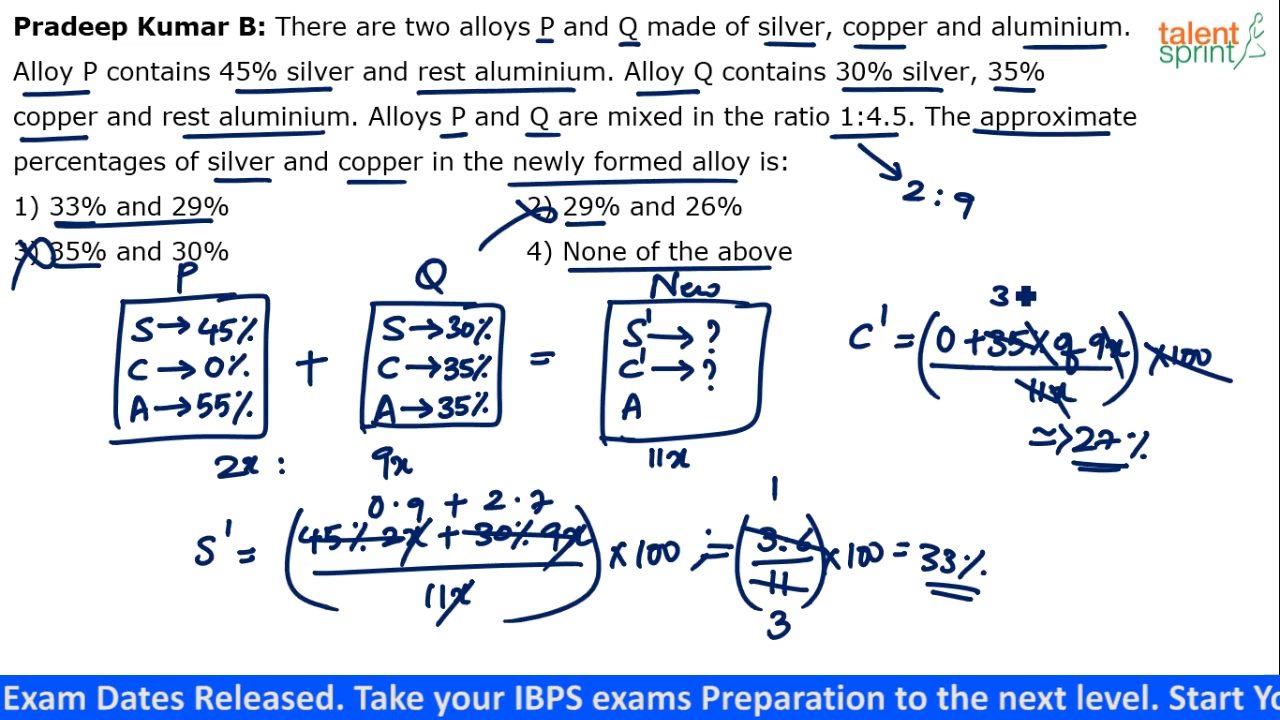 Pradeep Kumar B: There are two alloys P and Q made of silver, copper and aluminium.
talent
sprint
Alloy P contains 45% silver and rest aluminium. Alloy Q contains 30% silver, 35%
copper and rest aluminium. Alloys P and Q are mixed in the ratio 1:4.5. The approximate
percentages of silver and copper in the newly formed alloy is:
2:9
1) 33% and 29% 2) 29% and 26%
3) 35% and 30% 4) None of the above
P Q New
S→45% S→30% S'→?
C→0% + C→35% = C'→?
A→55% A→35% A
2x : 9x 11x
3
C' = (0+35% 9 9x / 11x) ×100
≃>27%
0.9 + 2.7
S' = (45% 2x + 30% 9x / 11x) ×100 ;= (3.6 / 11) ×100 = 33%
1
3
Exam Dates Released. Take your IBPS exams Preparation to the next level. Start Yo